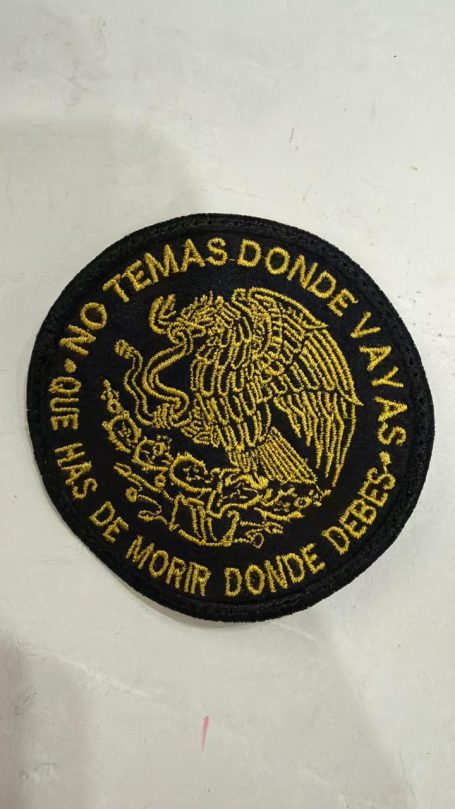 NO TEMAS DONDE VAYAS
QUE HAS DE MORIR DONDE DEBES